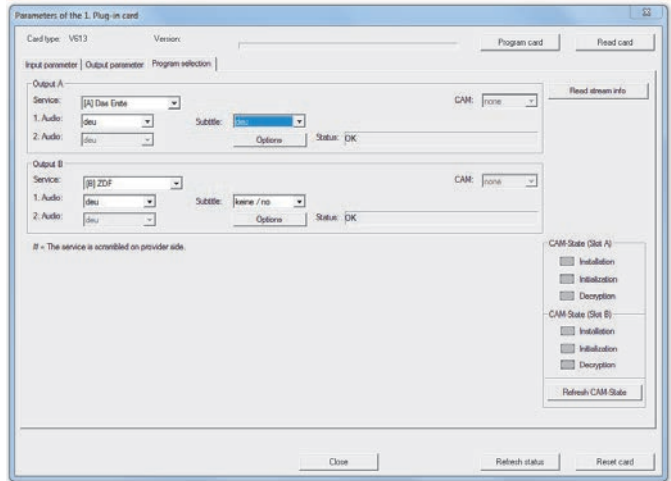 Parameters of the 1. Plug-in card
Card type: V613 Version: Program card Read card
Input parameter Output parameter Program selection
Output A
Service: [A] Das Erste CAM: none Read stream info
1. Audio: deu Subtitle: deu
2. Audio: deu Options Status: OK
Output B
Service: [B] ZDF CAM: none
1. Audio: deu Subtitle: keine / no
2. Audio: deu Options Status: OK
# = The service is scrambled on provider side.
CAM-State (Slot A)
Installation
Initialization
Decryption
CAM-State (Slot B)
Installation
Initialization
Decryption
Refresh CAM-State
Close Refresh status Reset card